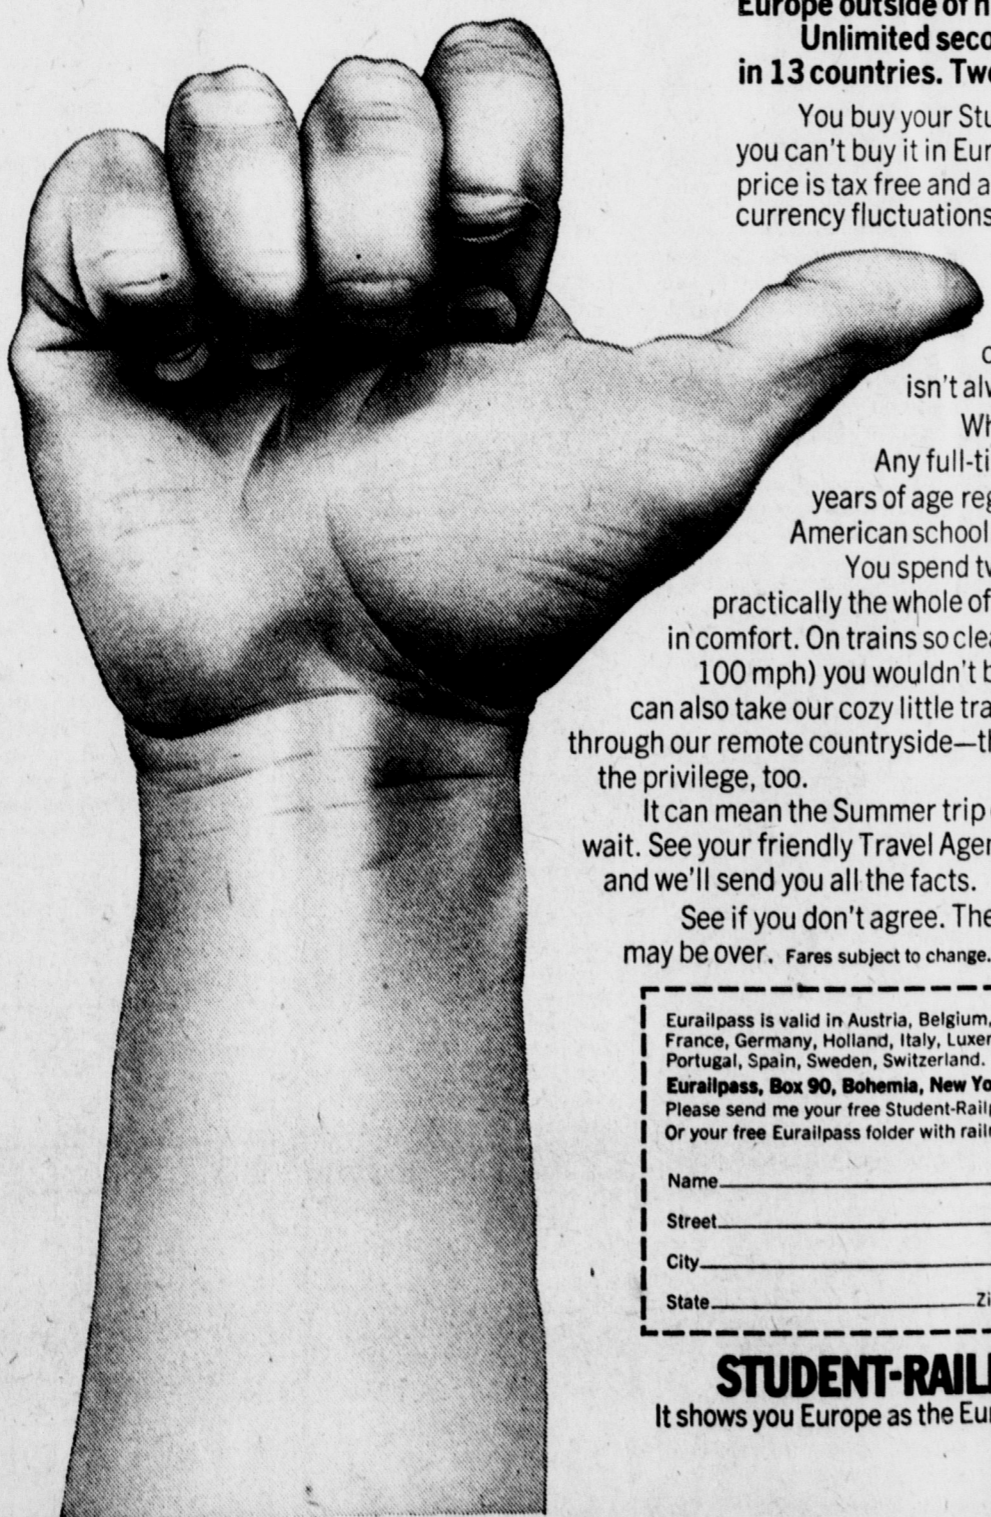 Europe outside of h
Unlimited seco
in 13 countries. Two
You buy your Stu
you can't buy it in Eur
price is tax free and a
currency fluctuations
isn't alw
Wh
Any full-ti
years of age reg
American school
You spend tw
practically the whole of
in comfort. On trains so clea
100 mph) you wouldn't b
can also take our cozy little tra
through our remote countryside—th
the privilege, too.
It can mean the Summer trip
wait. See your friendly Travel Agen
and we'll send you all the facts.
See if you don't agree. The
may be over. Fares subject to change.
Eurailpass is valid in Austria, Belgium,
France, Germany, Holland, Italy, Luxem
Portugal, Spain, Sweden, Switzerland.
Eurailpass, Box 90, Bohemia, New Yo
Please send me your free Student-Railp
Or your free Eurailpass folder with railr
Name
Street
City
State Zi
STUDENT-RAILP
It shows you Europe as the Eur